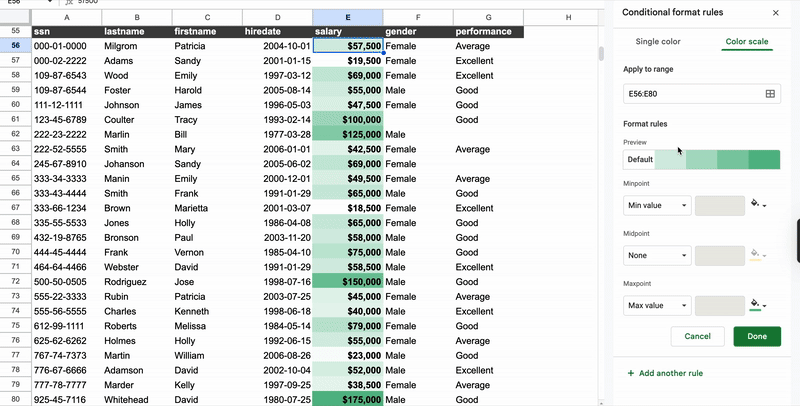 E56 57500
A B C D E F G H
55 ssn lastname firstname hiredate salary gender performance
56 000-01-0000 Milgrom Patricia 2004-10-01 $57,500 Female Average
57 000-02-2222 Adams Sandy 2001-01-15 $19,500 Female Excellent
58 109-87-6543 Wood Emily 1997-03-12 $69,000 Female Excellent
59 109-87-6544 Foster Harold 2005-08-14 $55,000 Male Good
60 111-12-1111 Johnson James 1996-05-03 $47,500 Female Good
61 123-45-6789 Coulter Tracy 1993-02-14 $100,000 Good
62 222-23-2222 Marlin Bill 1977-03-28 $125,000 Male
63 222-52-5555 Smith Mary 2006-01-01 $42,500 Female Average
64 245-67-8910 Johanson Sandy 2005-06-02 $69,000 Female
65 333-34-3333 Manin Emily 2000-12-01 $49,500 Female Average
66 333-43-4444 Smith Frank 1991-01-29 $65,000 Male Good
67 333-66-1234 Brown Marietta 2001-03-07 $18,500 Female Excellent
68 335-55-5533 Jones Holly 1986-04-08 $65,000 Female Good
69 432-19-8765 Bronson Paul 2003-11-20 $58,000 Male Good
70 444-45-4444 Frank Vernon 1985-04-10 $75,000 Male Good
71 464-64-4466 Webster David 1991-01-29 $58,500 Male Excellent
72 500-50-0505 Rodriguez Jose 1998-07-16 $150,000 Male Good
73 555-22-3333 Rubin Patricia 2003-07-25 $45,000 Female Average
74 555-56-5555 Charles Kenneth 1998-06-18 $40,000 Male Excellent
75 612-99-1111 Roberts Melissa 1984-05-14 $79,000 Female Good
76 625-62-6262 Holmes Holly 1992-06-15 $55,000 Female Average
77 767-74-7373 Martin William 2006-08-26 $23,000 Male Good
78 776-67-6666 Adamson David 2002-10-04 $52,000 Male Excellent
79 777-78-7777 Marder Kelly 1997-09-25 $38,500 Female Average
80 925-45-7116 Whitehead David 1980-07-25 $175,000 Male Good
Conditional format rules
Single color Color scale
Apply to range
E56:E80
Format rules
Preview
Default
Minpoint
Min value
Midpoint
None
Maxpoint
Max value
Cancel Done
+ Add another rule